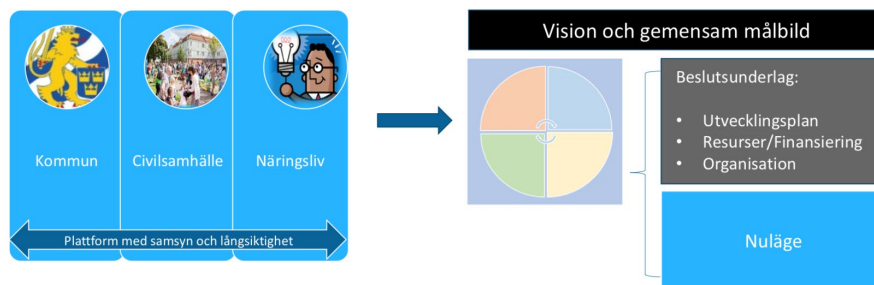 Kommun
Civilsamhälle
Näringsliv
Plattform med samsyn och långsiktighet
Vision och gemensam målbild
Beslutsunderlag:
• Utvecklingsplan
• Resurser/Finansiering
• Organisation
Nuläge